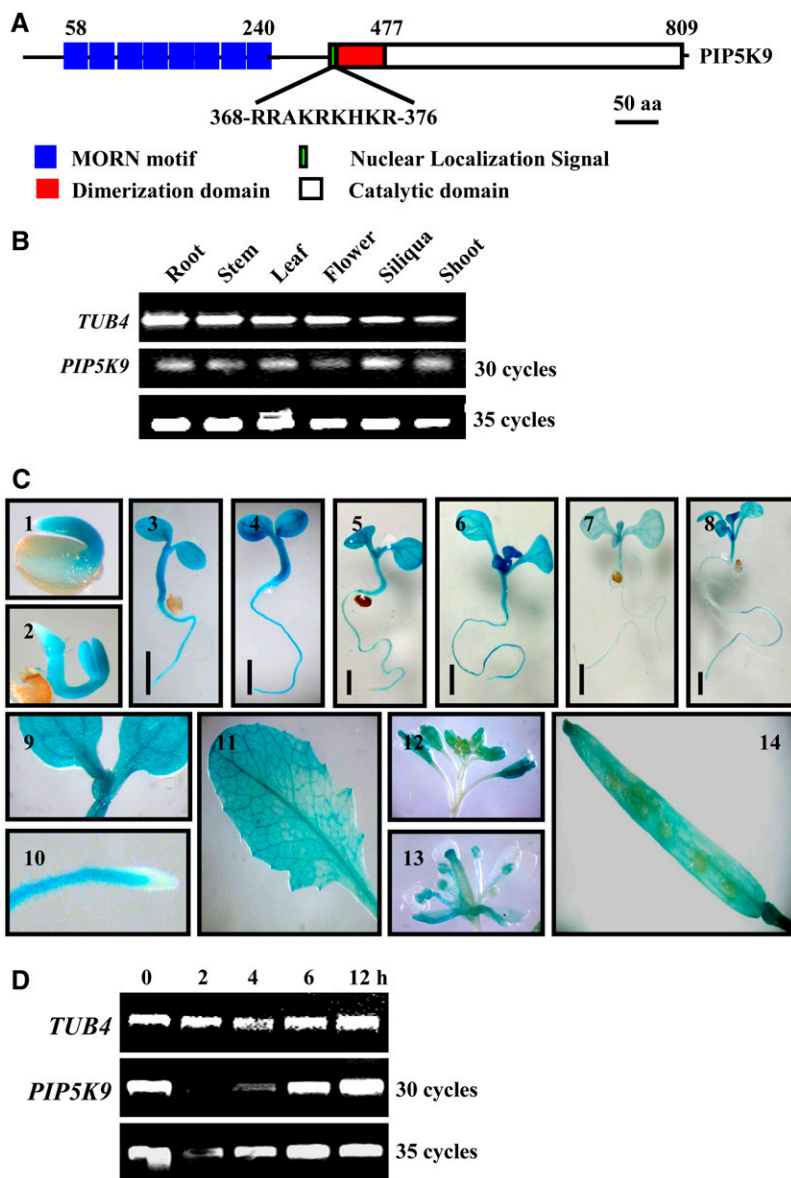 A
58 240 477 809
PIP5K9
368-RRAKRKHKR-376
50 aa
MORN motif
Nuclear Localization Signal
Dimerization domain
Catalytic domain
B
Root Stem Leaf Flower Siliqua Shoot
TUB4
PIP5K9 30 cycles
35 cycles
C
1 3 4 5 6 7 8
2
9 11 12 14
10 13
D
0 2 4 6 12 h
TUB4
PIP5K9 30 cycles
35 cycles